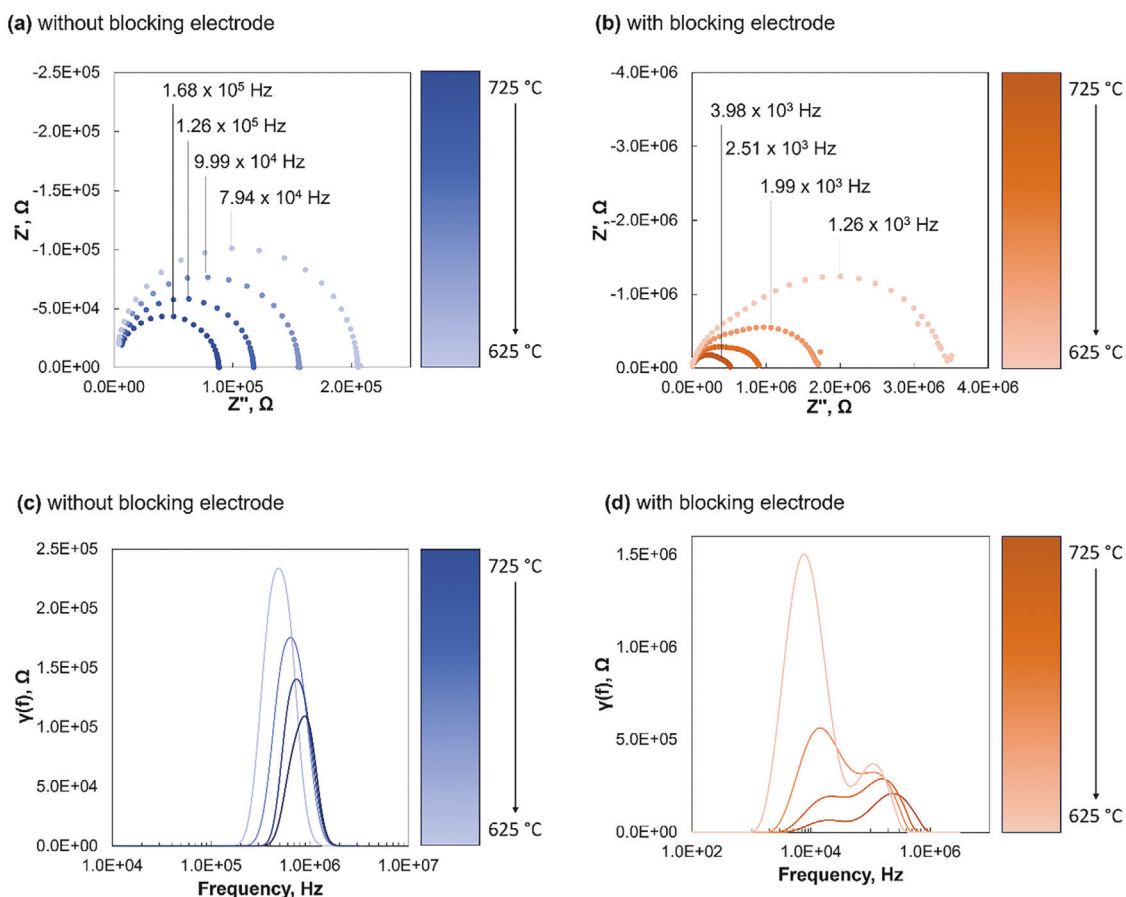 (a) without blocking electrode
-2.5E+05
-2.0E+05
-1.5E+05
-1.0E+05
-5.0E+04
0.0E+00
Z', Ω
1.68 x 10⁵ Hz
1.26 x 10⁵ Hz
9.99 x 10⁴ Hz
7.94 x 10⁴ Hz
0.0E+00 1.0E+05 2.0E+05
Z'', Ω
725 °C
625 °C
(b) with blocking electrode
-4.0E+06
-3.0E+06
-2.0E+06
-1.0E+06
0.0E+00
Z', Ω
3.98 x 10³ Hz
2.51 x 10³ Hz
1.99 x 10³ Hz
1.26 x 10³ Hz
0.0E+00 1.0E+06 2.0E+06 3.0E+06 4.0E+06
Z'', Ω
725 °C
625 °C
(c) without blocking electrode
2.5E+05
2.0E+05
1.5E+05
1.0E+05
5.0E+04
0.0E+00
γ(f), Ω
1.0E+04 1.0E+05 1.0E+06 1.0E+07
Frequency, Hz
725 °C
625 °C
(d) with blocking electrode
1.5E+06
1.0E+06
5.0E+05
0.0E+00
γ(f), Ω
1.0E+02 1.0E+04 1.0E+06
Frequency, Hz
725 °C
625 °C